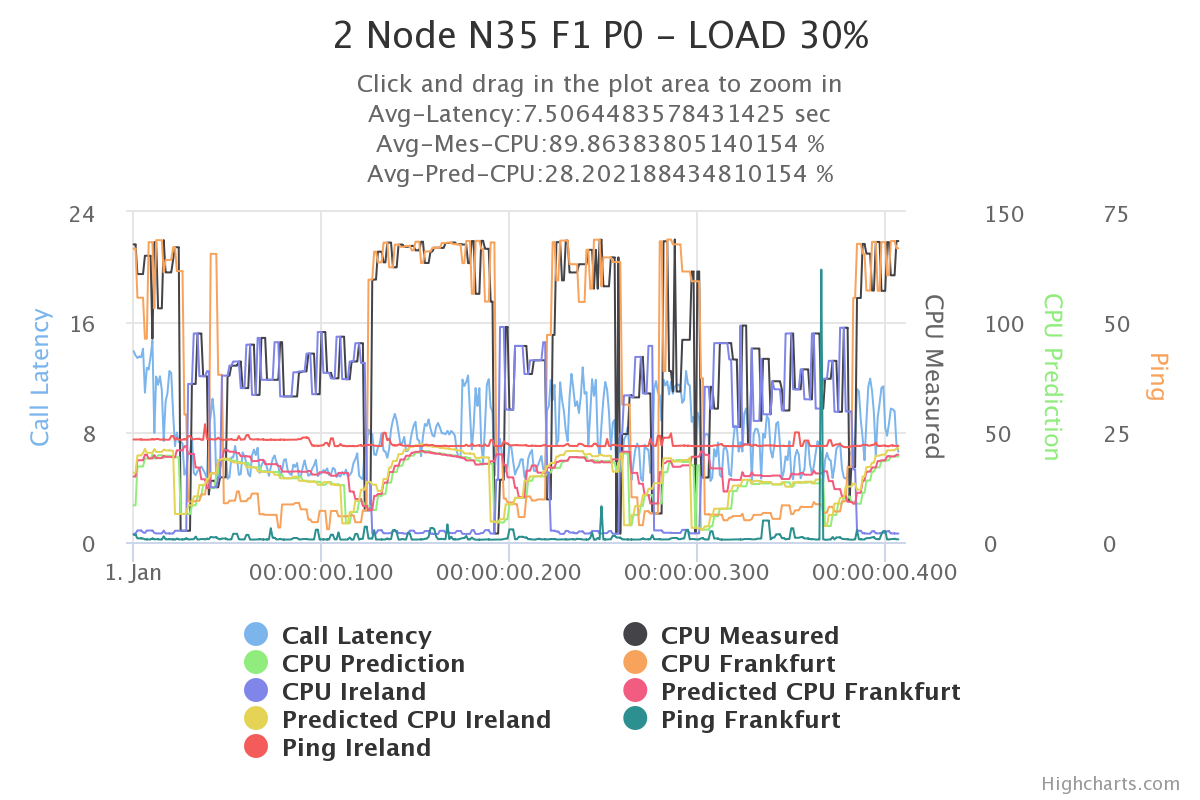 2 Node N35 F1 P0 - LOAD 30%
Click and drag in the plot area to zoom in
Avg-Latency:7.5064483578431425 sec
Avg-Mes-CPU:89.86383805140154 %
Avg-Pred-CPU:28.202188434810154 %
24 150 75
16 100 50
8 50 25
0 0 0
Call Latency
CPU Measured
CPU Prediction
Ping
1. Jan 00:00:00.100 00:00:00.200 00:00:00.300 00:00:00.400
Call Latency CPU Measured
CPU Prediction CPU Frankfurt
CPU Ireland Predicted CPU Frankfurt
Predicted CPU Ireland Ping Frankfurt
Ping Ireland
Highcharts.com